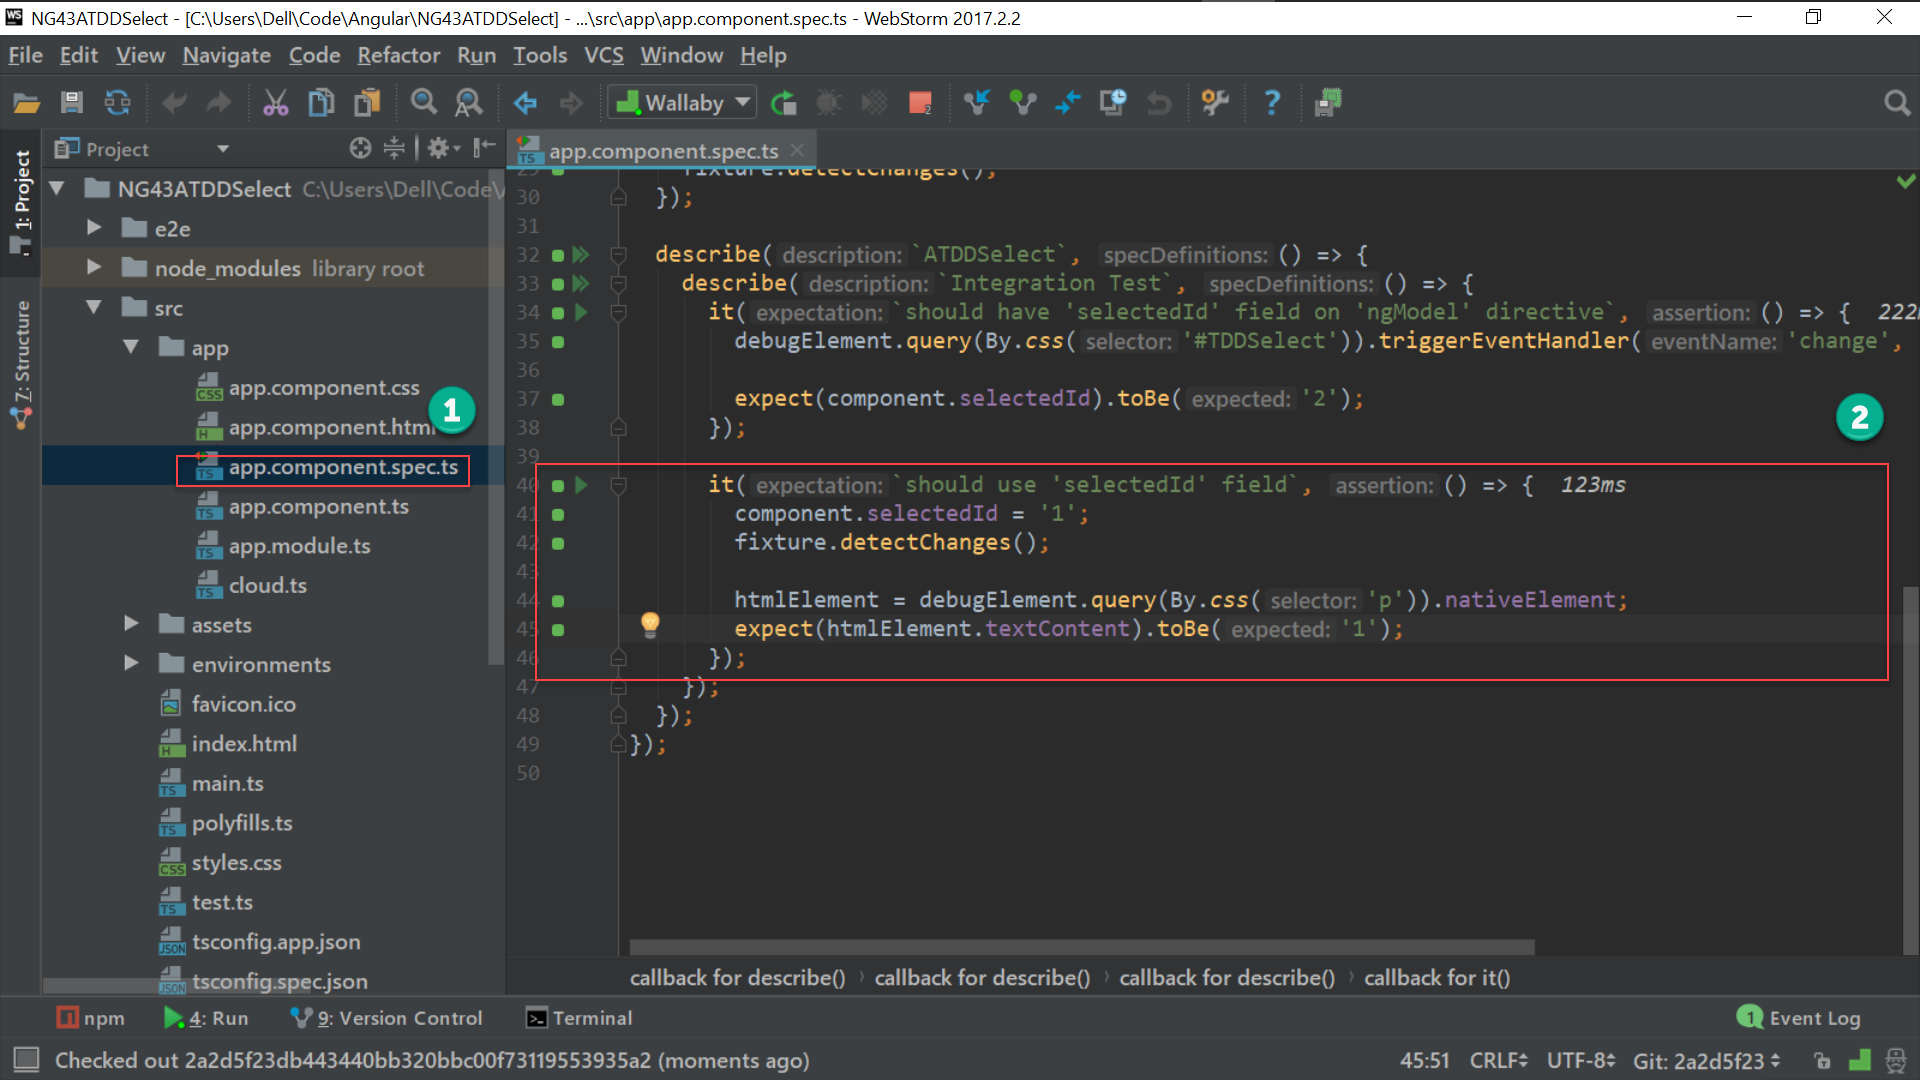 WS NG43ATDDSelect - [C:\Users\Dell\Code\Angular\NG43ATDDSelect] - ...\src\app\app.component.spec.ts - WebStorm 2017.2.2
File Edit View Navigate Code Refactor Run Tools VCS Window Help
Wallaby
Project
app.component.spec.ts
1: Project
7: Structure
NG43ATDDSelect C:\Users\Dell\Code\
e2e
node_modules library root
src
app
app.component.css
app.component.html
app.component.spec.ts
app.component.ts
app.module.ts
cloud.ts
assets
environments
favicon.ico
index.html
main.ts
polyfills.ts
styles.css
test.ts
tsconfig.app.json
tsconfig.spec.json
1
2
29 fixture.detectChanges();
30 });
31
32 describe( description: `ATDDSelect`, specDefinitions: () => {
33 describe( description: `Integration Test`, specDefinitions: () => {
34 it( expectation: `should have 'selectedId' field on 'ngModel' directive`, assertion: () => { 222
35 debugElement.query(By.css( selector: '#TDDSelect')).triggerEventHandler( eventName: 'change',
36
37 expect(component.selectedId).toBe( expected: '2');
38 });
39
40 it( expectation: `should use 'selectedId' field`, assertion: () => { 123ms
41 component.selectedId = '1';
42 fixture.detectChanges();
43
44 htmlElement = debugElement.query(By.css( selector: 'p')).nativeElement;
45 expect(htmlElement.textContent).toBe( expected: '1');
46 });
47 });
48 });
49 });
50
callback for describe() › callback for describe() › callback for describe() › callback for it()
npm 4: Run 9: Version Control Terminal 1 Event Log
Checked out 2a2d5f23db443440bb320bbc00f73119553935a2 (moments ago) 45:51 CRLF UTF-8 Git: 2a2d5f23